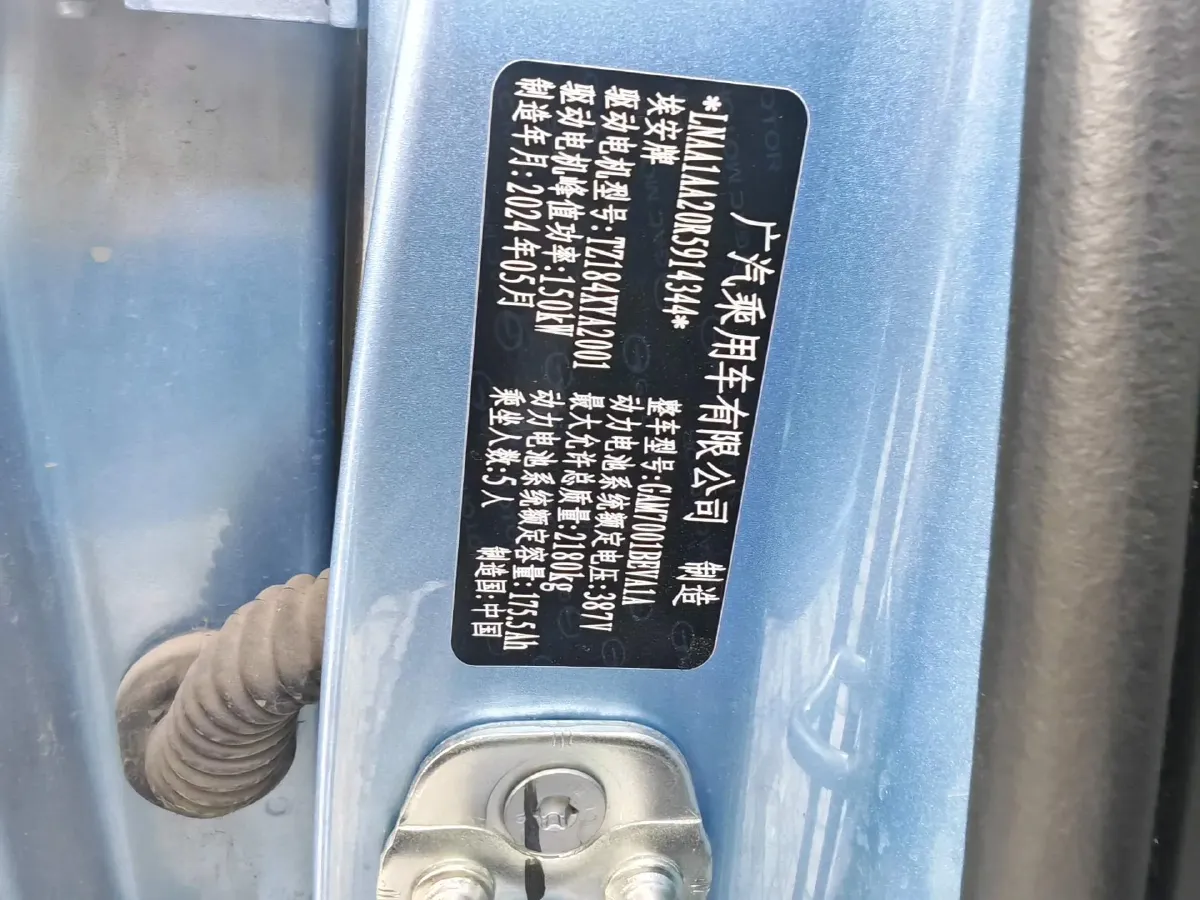 广汽乘用车有限公司 制造
*LNAA1AA20R5914344*
埃安牌 整车型号:GAM7001BEVA1A
驱动电机型号:TZ184XYA2001 动力电池系统额定电压:387V
驱动电机峰值功率:150kW 最大允许总质量:2180kg
制造年月:2024年05月 动力电池系统额定容量:175.5Ah
乘坐人数:5人 制造国:中国